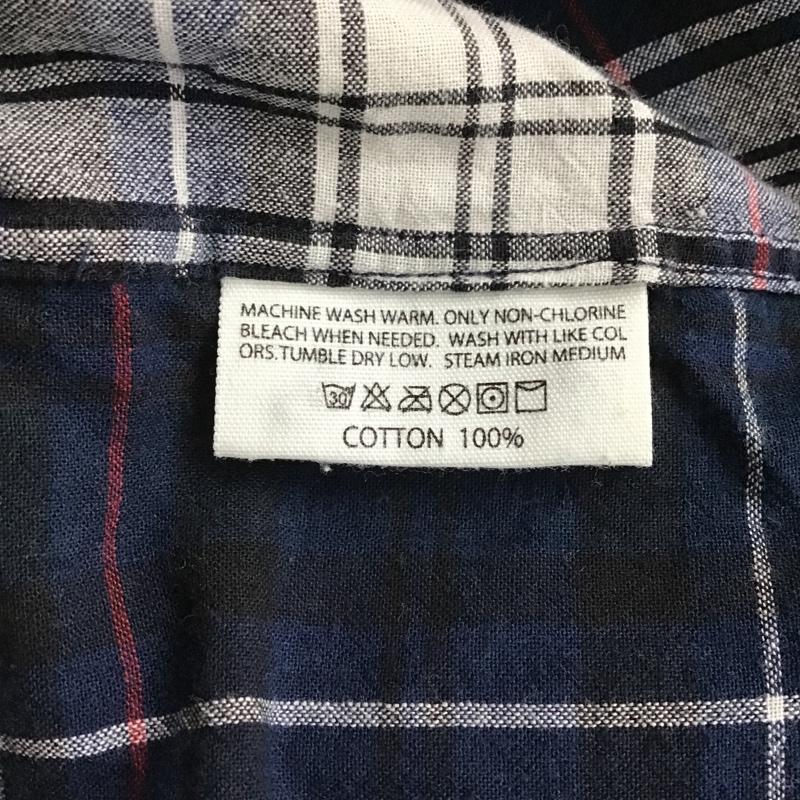 MACHINE WASH WARM. ONLY NON-CHLORINE
BLEACH WHEN NEEDED. WASH WITH LIKE COL
ORS.TUMBLE DRY LOW. STEAM IRON MEDIUM
30
COTTON 100%